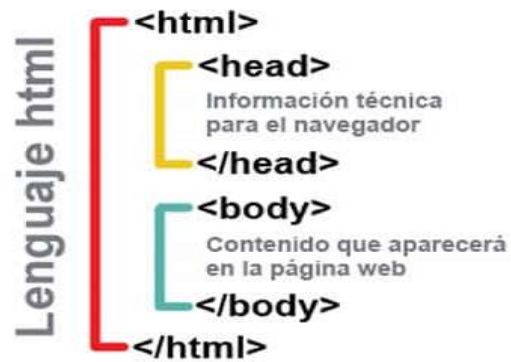 Lenguaje html
<html>
<head>
Información técnica
para el navegador
</head>
<body>
Contenido que aparecerá
en la página web
</body>
</html>